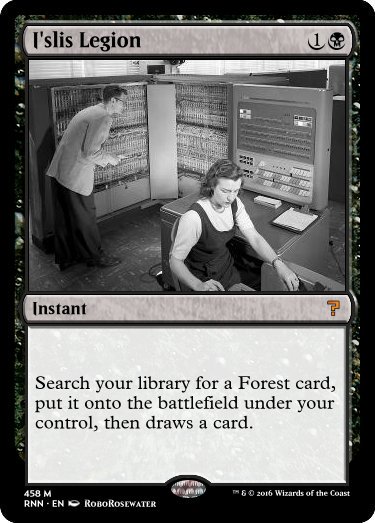 I'slis Legion 1
Instant
Search your library for a Forest card,
put it onto the battlefield under your
control, then draws a card.
458 M
RNN • EN RoboRosewater
™ & © 2016 Wizards of the Coast